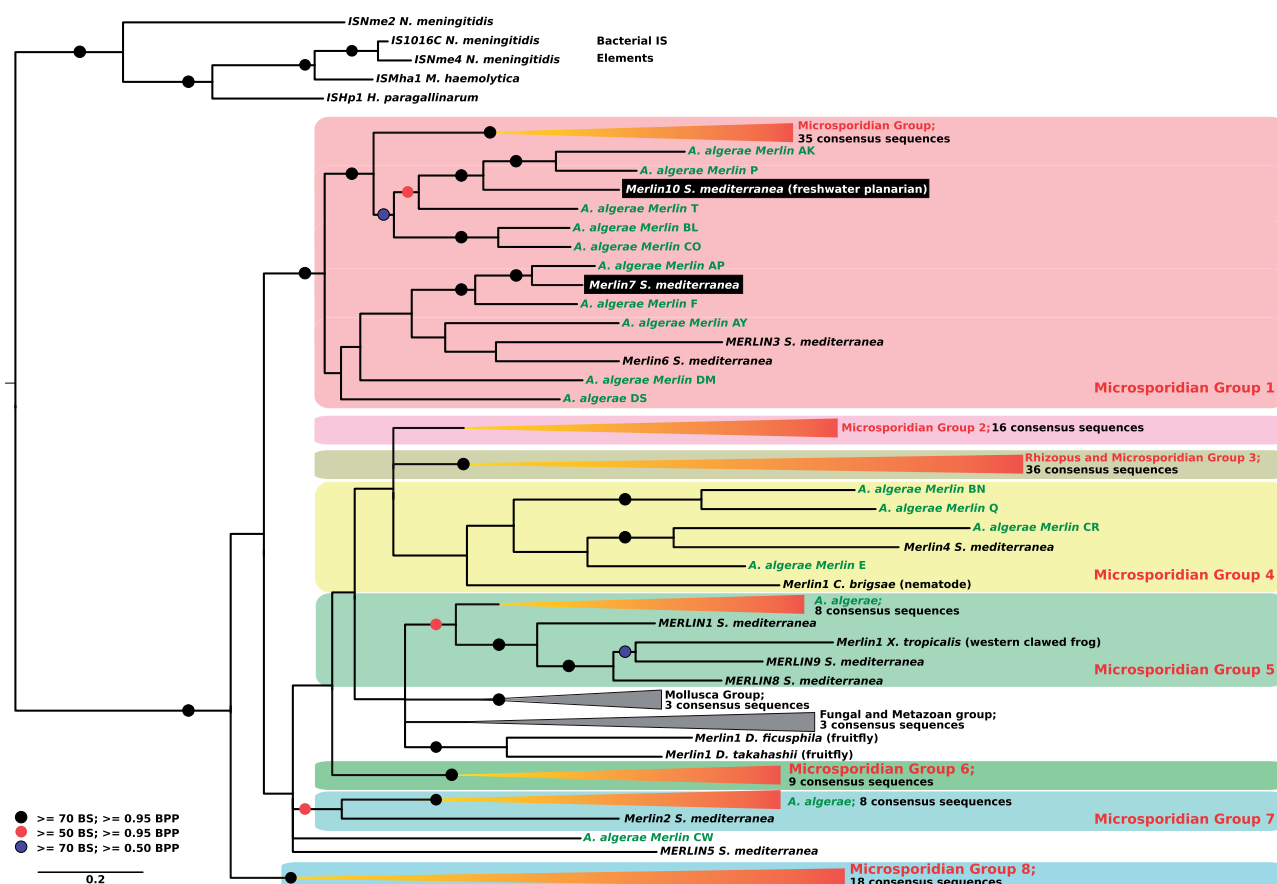 ISNme2 N. meningitidis
IS1016C N. meningitidis
Bacterial IS
ISNme4 N. meningitidis
Elements
ISMha1 M. haemolytica
ISHp1 H. paragallinarum
Microsporidian Group;
35 consensus sequences
A. algerae Merlin AK
A. algerae Merlin P
Merlin10 S. mediterranea (freshwater planarian)
A. algerae Merlin T
A. algerae Merlin BL
A. algerae Merlin CO
A. algerae Merlin AP
Merlin7 S. mediterranea
A. algerae Merlin F
A. algerae Merlin AY
MERLIN3 S. mediterranea
Merlin6 S. mediterranea
A. algerae Merlin DM
Microsporidian Group 1
A. algerae DS
Microsporidian Group 2; 16 consensus sequences
Rhizopus and Microsporidian Group 3;
36 consensus sequences
A. algerae Merlin BN
A. algerae Merlin Q
A. algerae Merlin CR
Merlin4 S. mediterranea
A. algerae Merlin E
Microsporidian Group 4
Merlin1 C. brigsae (nematode)
A. algerae;
8 consensus sequences
MERLIN1 S. mediterranea
Merlin1 X. tropicalis (western clawed frog)
MERLIN9 S. mediterranea
Microsporidian Group 5
MERLIN8 S. mediterranea
Mollusca Group;
3 consensus sequences
Fungal and Metazoan group;
3 consensus sequences
Merlin1 D. ficusphila (fruitfly)
Merlin1 D. takahashii (fruitfly)
Microsporidian Group 6;
9 consensus sequences
A. algerae; 8 consensus seequences
Merlin2 S. mediterranea
Microsporidian Group 7
A. algerae Merlin CW
MERLIN5 S. mediterranea
Microsporidian Group 8;
18 consensus sequences
>= 70 BS; >= 0.95 BPP
>= 50 BS; >= 0.95 BPP
>= 70 BS; >= 0.50 BPP
0.2